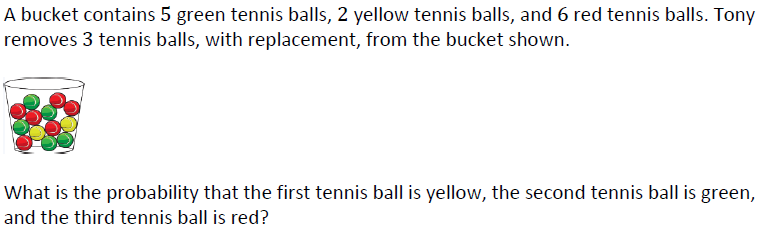 A bucket contains 5 green tennis balls, 2 yellow tennis balls, and 6 red tennis balls. Tony
removes 3 tennis balls, with replacement, from the bucket shown.
What is the probability that the first tennis ball is yellow, the second tennis ball is green,
and the third tennis ball is red?